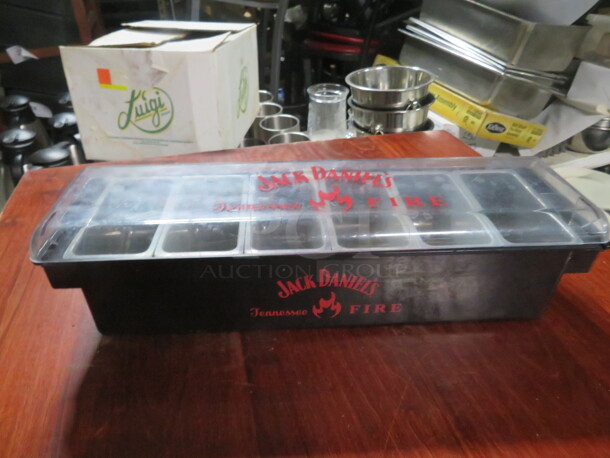 Luigi
JACK DANIEL'S
Tennessee FIRE
AUCTION GROUP
JACK DANIEL'S
Tennessee FIRE